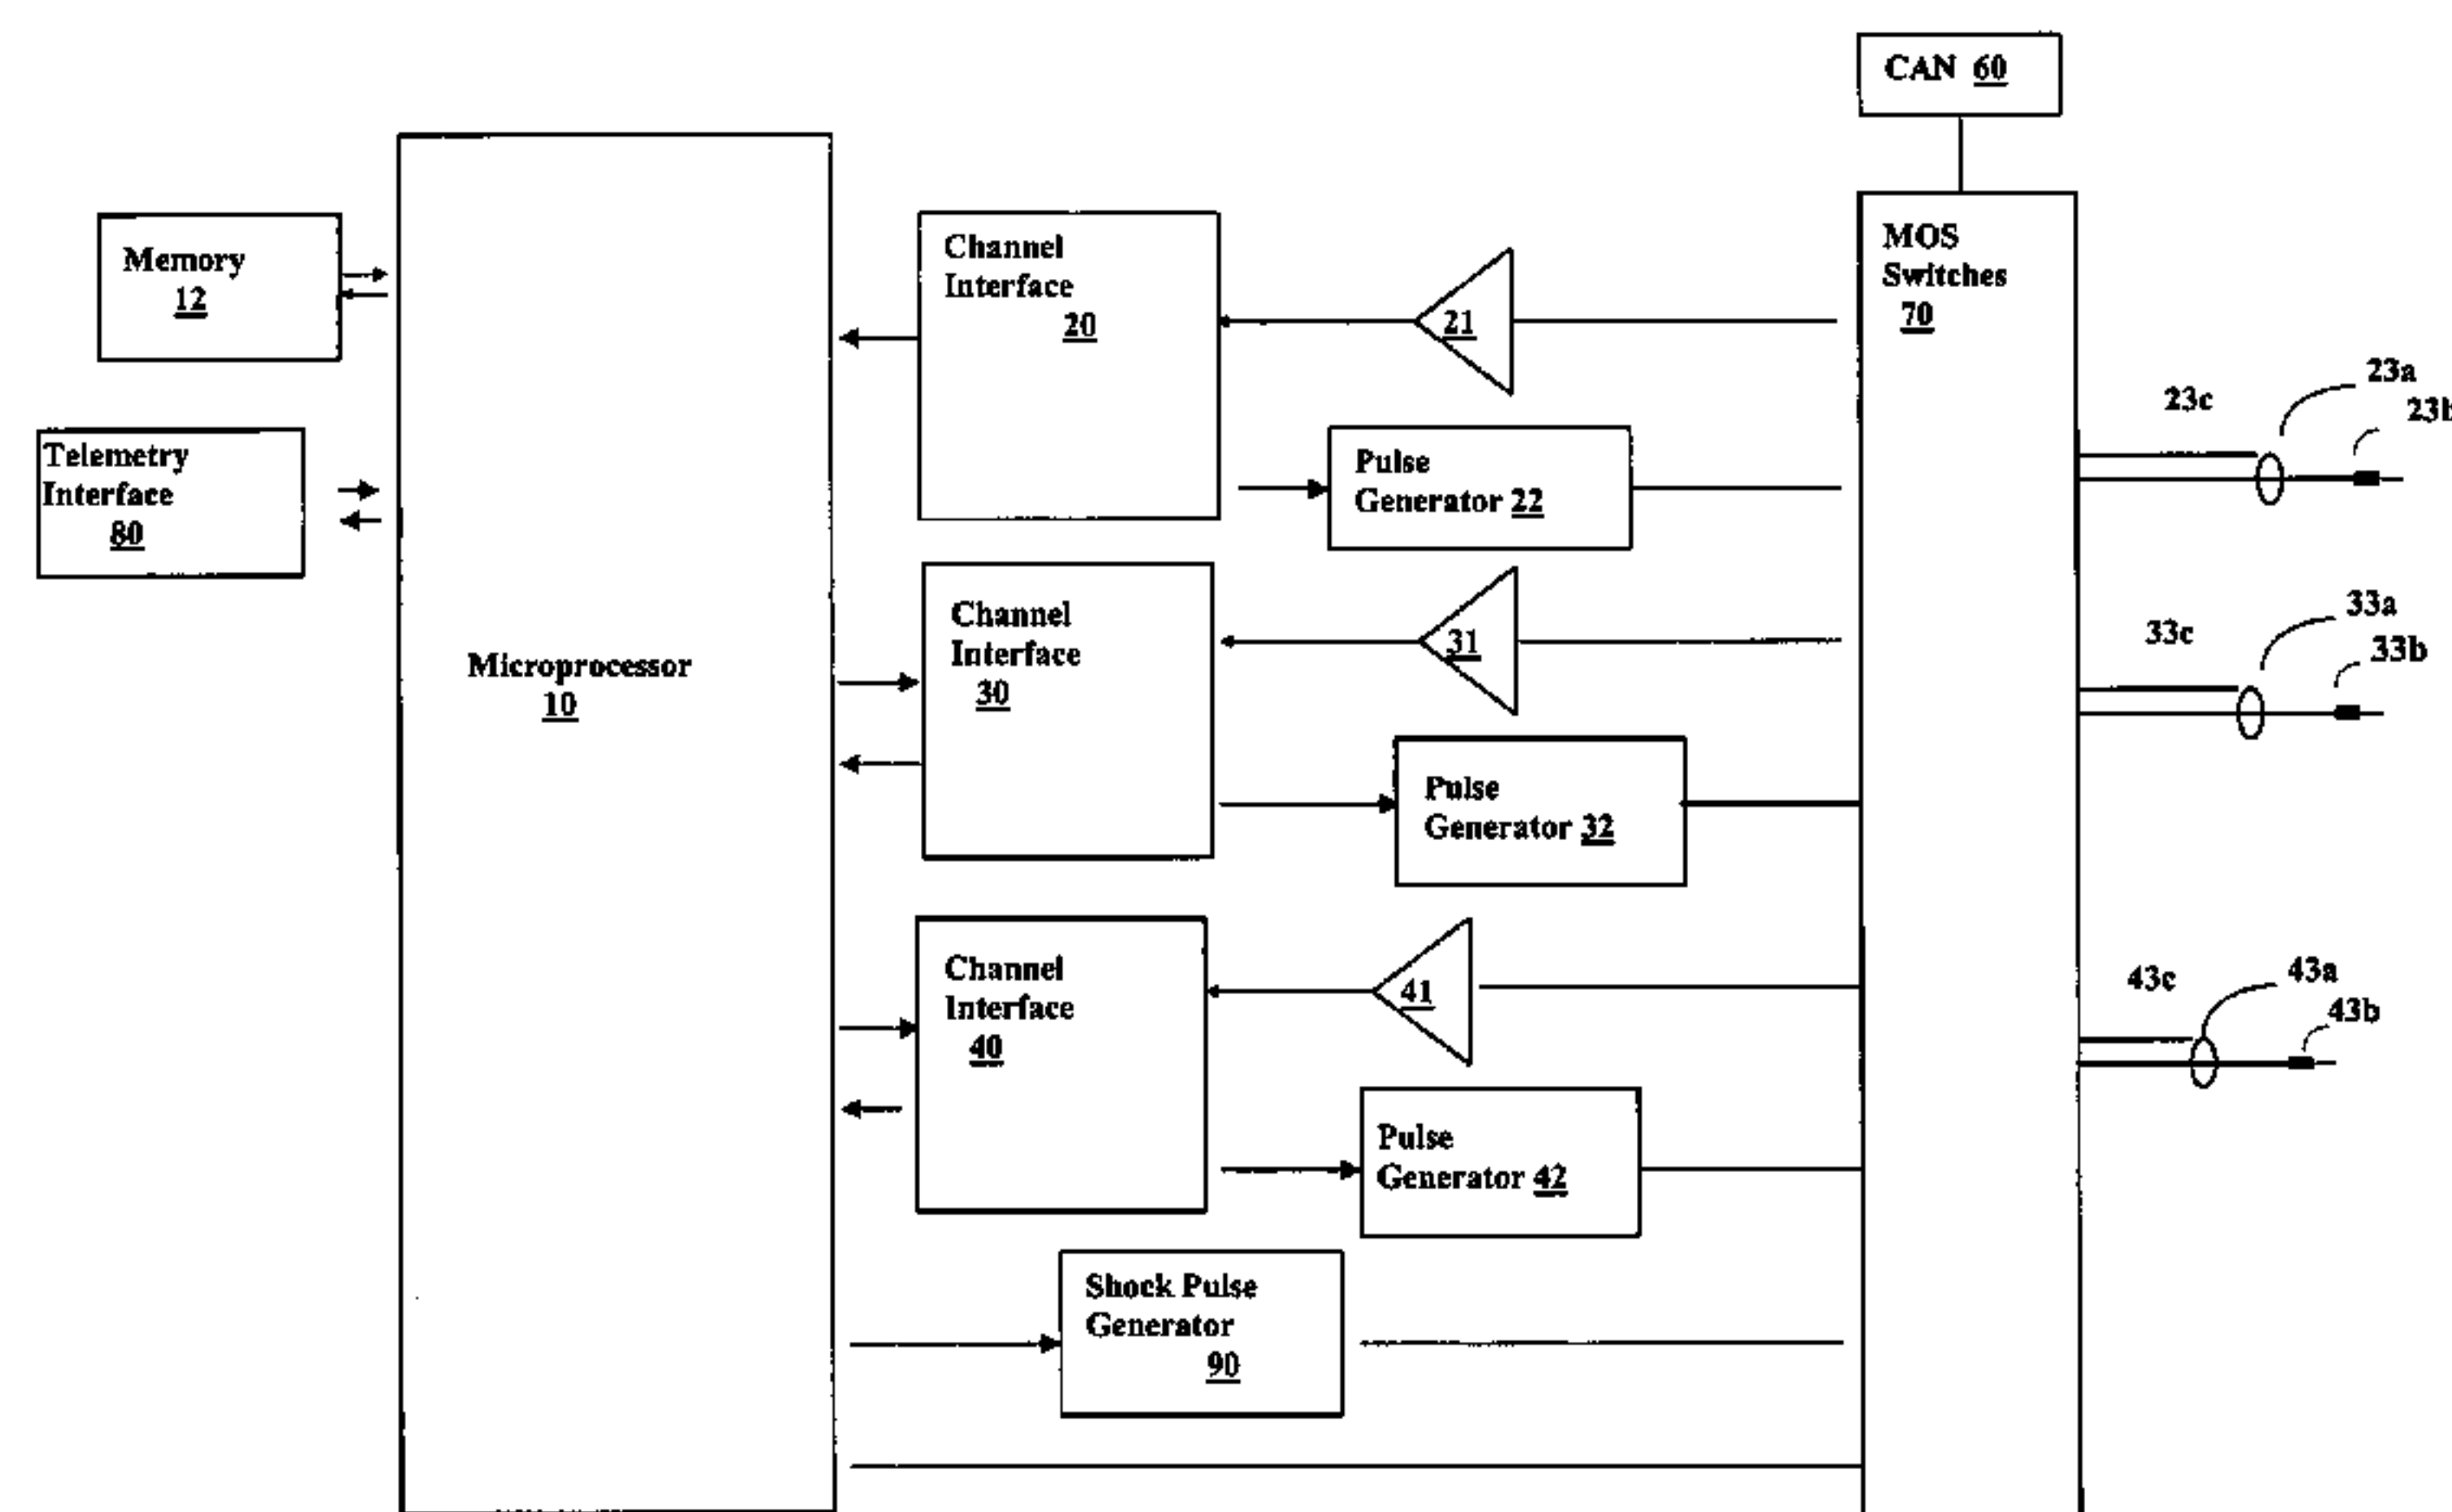 CAN 60
MOS
Switches
70
Memory
12
Telemetry
Interface
80
Microprocessor
10
Channel
Interface
20
21
Pulse
Generator 22
Channel
Interface
30
31
Pulse
Generator 32
Channel
Interface
40
41
Pulse
Generator 42
Shock Pulse
Generator
90
23c
23a
23b
33c
33a
33b
43c
43a
43b